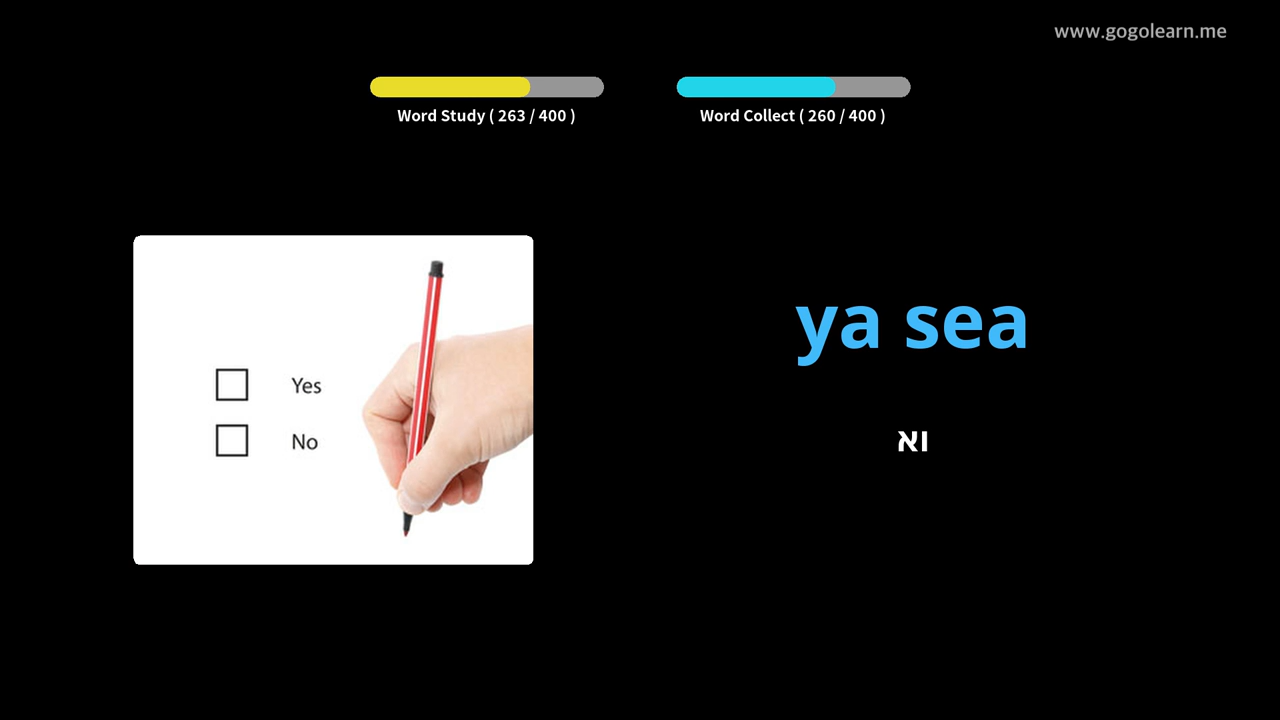 www.gogolearn.me
Word Study ( 263 / 400 )
Word Collect ( 260 / 400 )
Yes
No
ya sea
וא